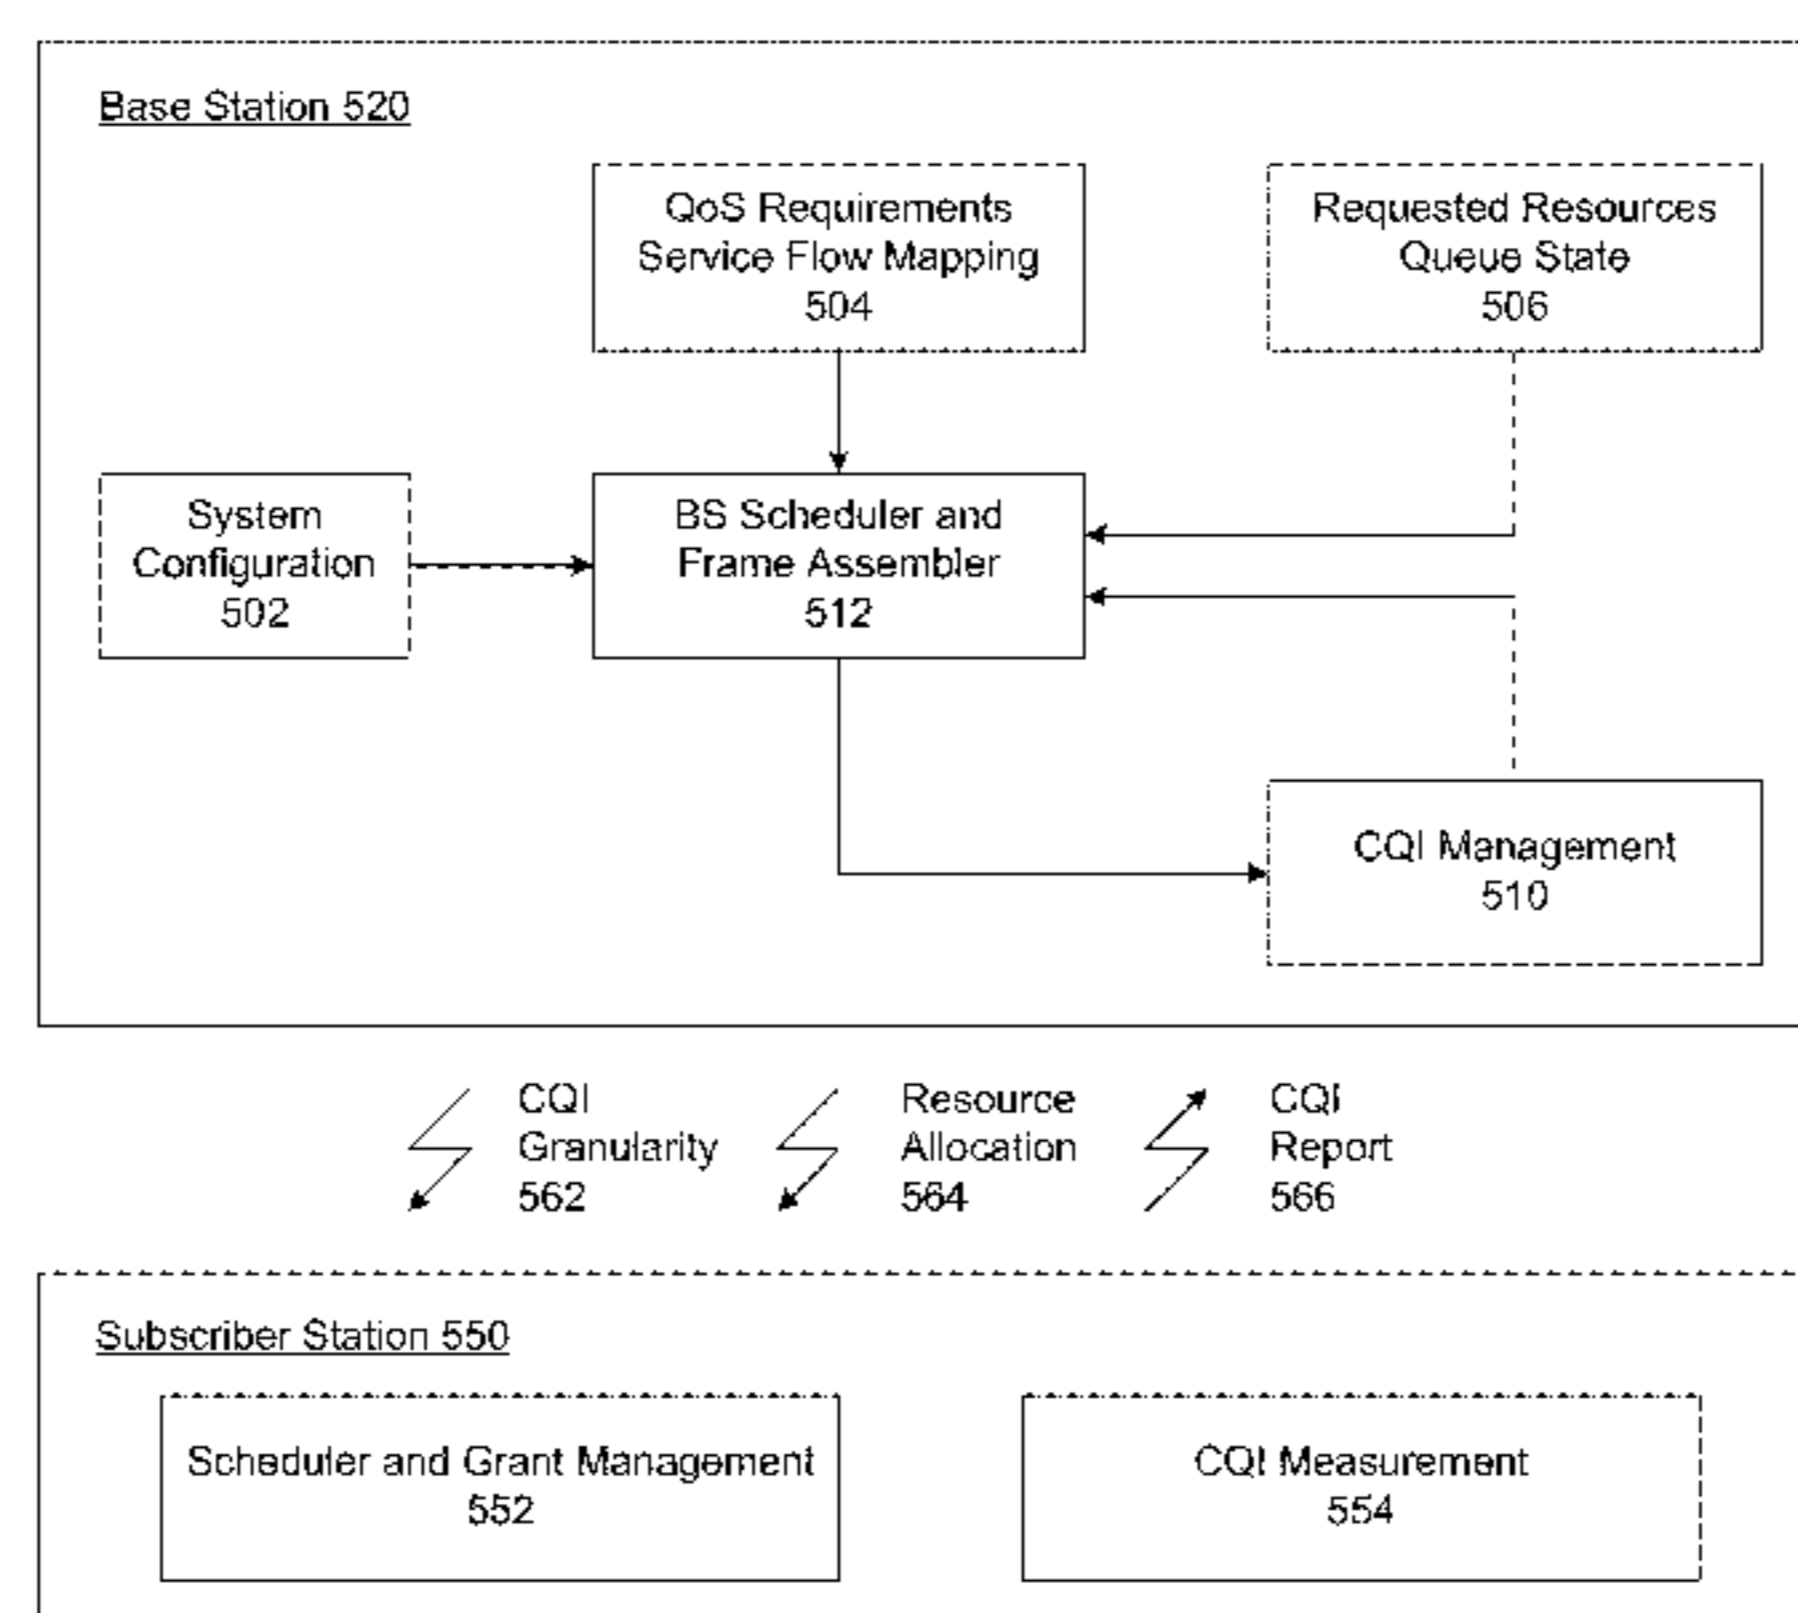 Base Station 520
QoS Requirements
Service Flow Mapping
504
Requested Resources
Queue State
506
System
Configuration
502
BS Scheduler and
Frame Assembler
512
CQI Management
510
CQI
Granularity
562
Resource
Allocation
564
CQI
Report
566
Subscriber Station 550
Scheduler and Grant Management
552
CQI Measurement
554